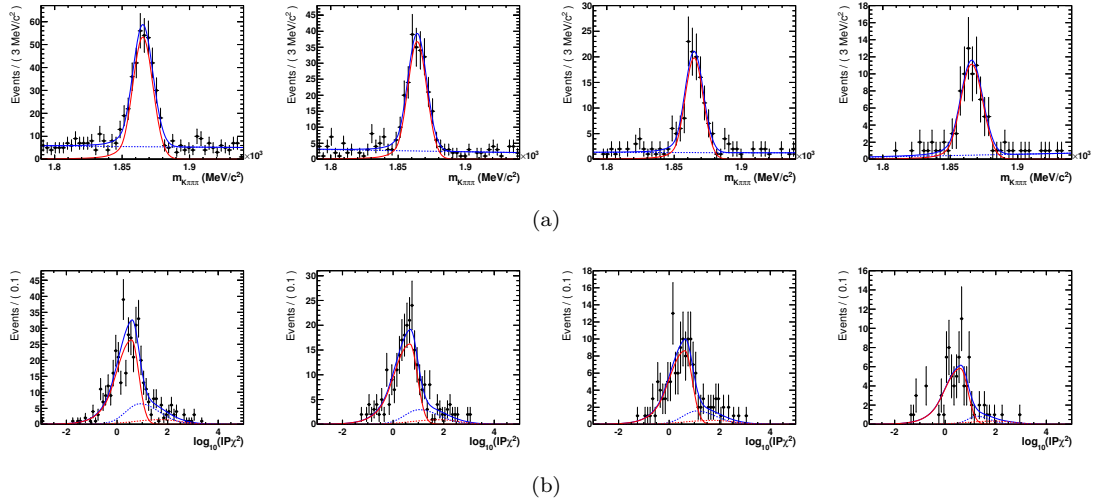 Events / ( 3 MeV/c² )
60
50
40
30
20
10
0
1.8 1.85 1.9
×10³
m_Kπππ (MeV/c²)
Events / ( 3 MeV/c² )
45
40
35
30
25
20
15
10
5
0
1.8 1.85 1.9
×10³
m_Kπππ (MeV/c²)
Events / ( 3 MeV/c² )
30
25
20
15
10
5
0
1.8 1.85 1.9
×10³
m_Kπππ (MeV/c²)
Events / ( 3 MeV/c² )
16
14
12
10
8
6
4
2
0
1.8 1.85 1.9
×10³
m_Kπππ (MeV/c²)
(a)
Events / ( 0.1 )
45
40
35
30
25
20
15
10
5
0
-2 0 2 4
log₁₀(IPχ²)
Events / ( 0.1 )
30
25
20
15
10
5
0
-2 0 2 4
log₁₀(IPχ²)
Events / ( 0.1 )
18
16
14
12
10
8
6
4
2
0
-2 0 2 4
log₁₀(IPχ²)
Events / ( 0.1 )
16
14
12
10
8
6
4
2
0
-2 0 2 4
log₁₀(IPχ²)
(b)